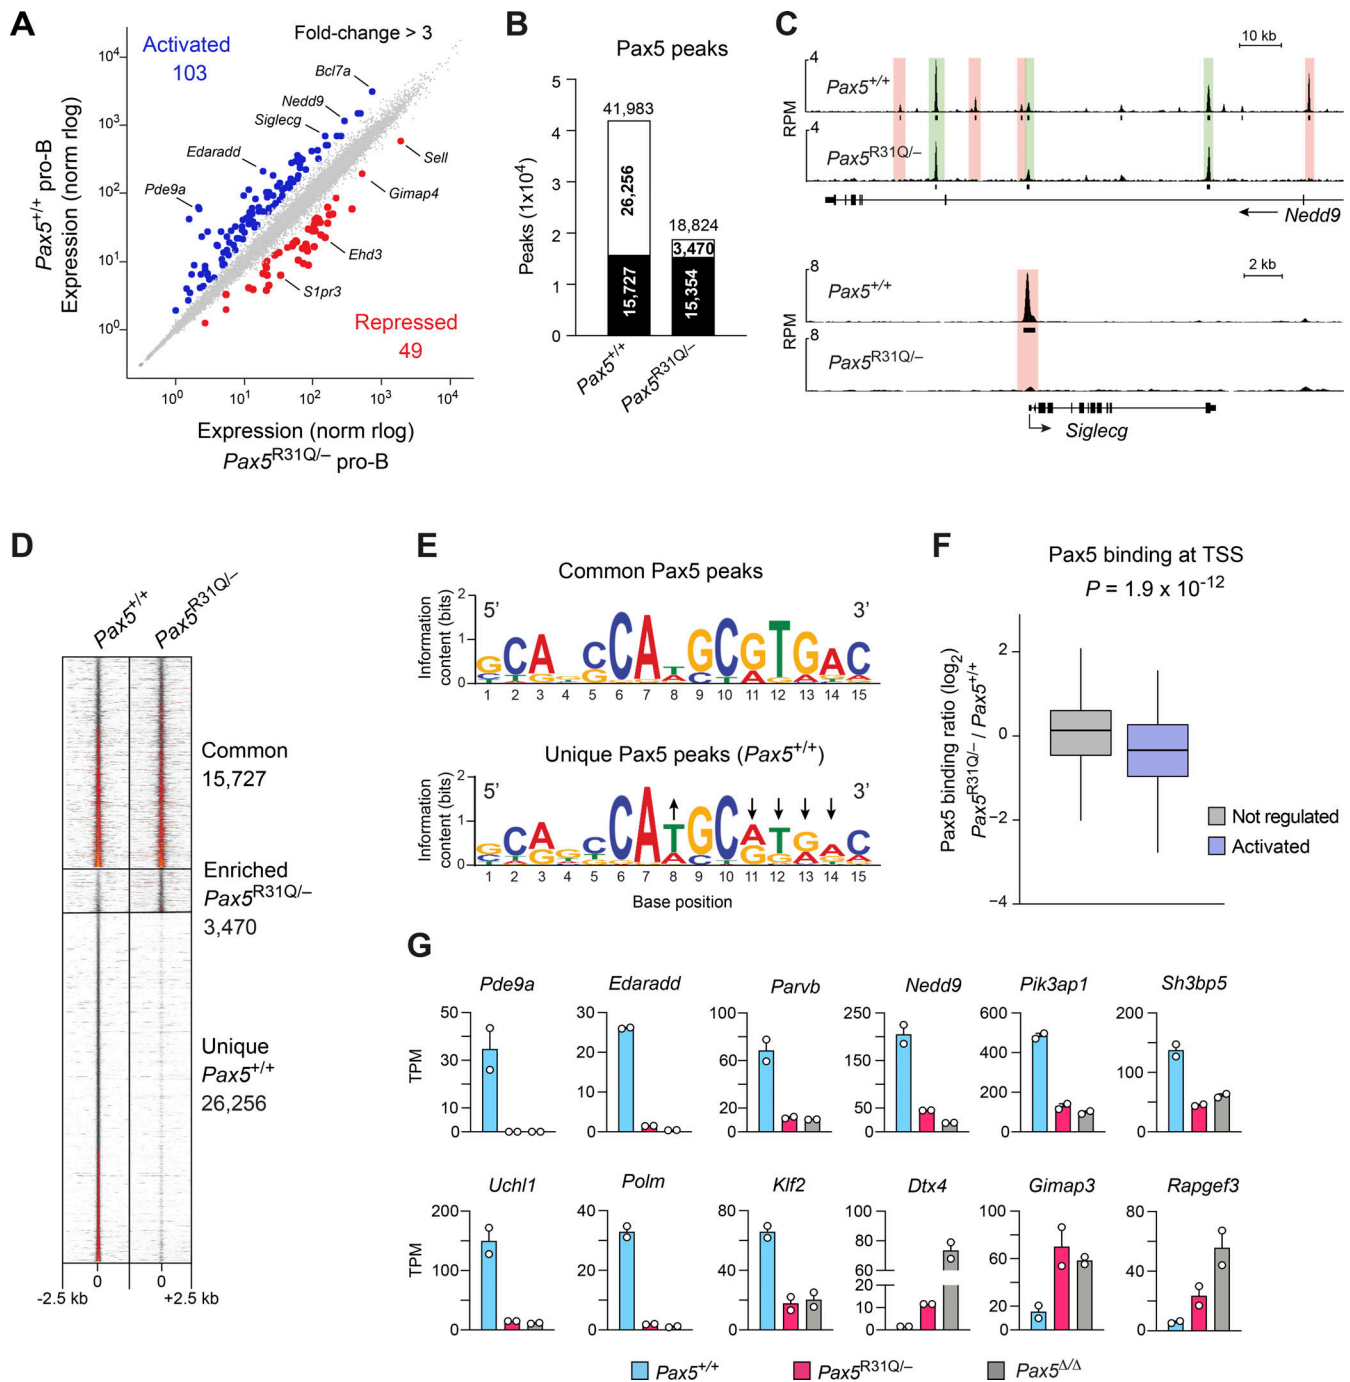 A
Activated
103
Fold-change > 3
Bcl7a
Nedd9
Siglecg
Edaradd
Pde9a
Sell
Gimap4
Ehd3
S1pr3
Repressed
49
10⁴
10³
10²
10¹
10⁰
Pax5+/+ pro-B
Expression (norm rlog)
10⁰ 10¹ 10² 10³ 10⁴
Expression (norm rlog)
Pax5R31Q/– pro-B
B
Pax5 peaks
Peaks (1x10⁴)
5
4
3
2
1
0
41,983
26,256
15,727
18,824
3,470
15,354
Pax5+/+
Pax5R31Q/–
C
10 kb
4
Pax5+/+
RPM
4
Pax5R31Q/–
Nedd9
2 kb
8
Pax5+/+
RPM
8
Pax5R31Q/–
Siglecg
D
Pax5+/+
Pax5R31Q/–
Common
15,727
Enriched
Pax5R31Q/–
3,470
Unique
Pax5+/+
26,256
0 0
-2.5 kb +2.5 kb
E
Common Pax5 peaks
Information
content (bits)
2
1
0
5’ 3’
1 2 3 4 5 6 7 8 9 10 11 12 13 14 15
Unique Pax5 peaks (Pax5+/+)
Information
content (bits)
2
1
0
5’ 3’
1 2 3 4 5 6 7 8 9 10 11 12 13 14 15
Base position
F
Pax5 binding at TSS
P = 1.9 x 10-12
Pax5 binding ratio (log₂)
Pax5R31Q/– / Pax5+/+
2
0
−2
−4
Not regulated
Activated
G
Pde9a Edaradd Parvb Nedd9 Pik3ap1 Sh3bp5
TPM
50
40
30
20
10
0
30
20
10
0
100
80
60
40
20
0
250
200
150
100
50
0
600
400
200
0
200
100
0
Uchl1 Polm Klf2 Dtx4 Gimap3 Rapgef3
TPM
200
150
100
50
0
40
20
0
80
60
40
20
0
100
80
60
20
10
0
100
80
60
40
20
0
80
40
0
Pax5+/+ Pax5R31Q/– Pax5Δ/Δ